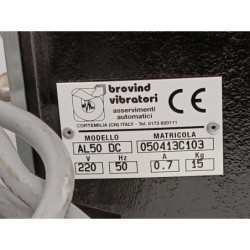 brovind
vibratori
asservimenti
automatici
CORTEMILIA (CN) ITALY - Tel. 0173 820111
CE
MODELLO MATRICOLA
AL50 DC 050413C103
V Hz A Kg
220 50 0.7 15